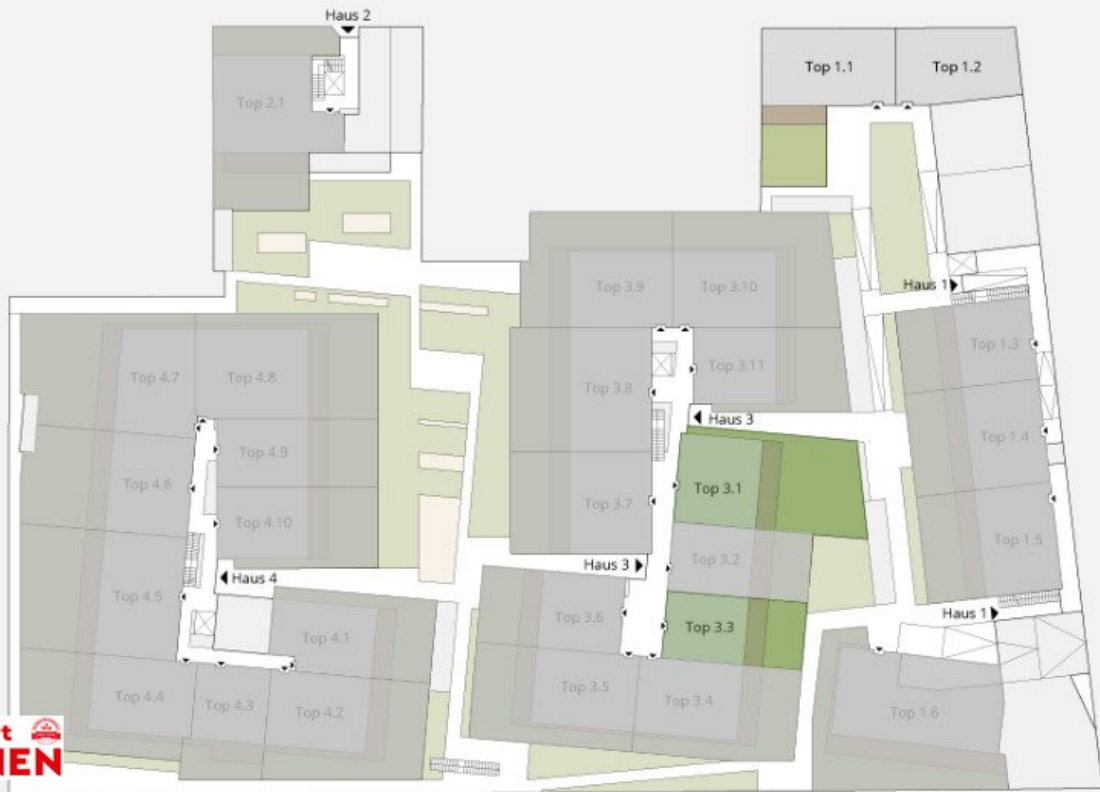 Haus 2
Top 1.1
Top 1.2
Top 2.1
Haus 1
Top 3.9
Top 3.10
Top 1.3
Top 4.7
Top 4.8
Top 3.8
Top 3.11
Haus 3
Top 1.4
Top 4.9
Top 4.6
Top 3.1
Top 3.7
Top 4.10
Top 1.5
Top 3.2
Haus 3
Haus 4
Top 4.5
Top 3.6
Haus 1
Top 3.3
Top 4.1
Top 3.5
Top 4.4
Top 4.3
Top 4.2
Top 3.4
Top 1.6